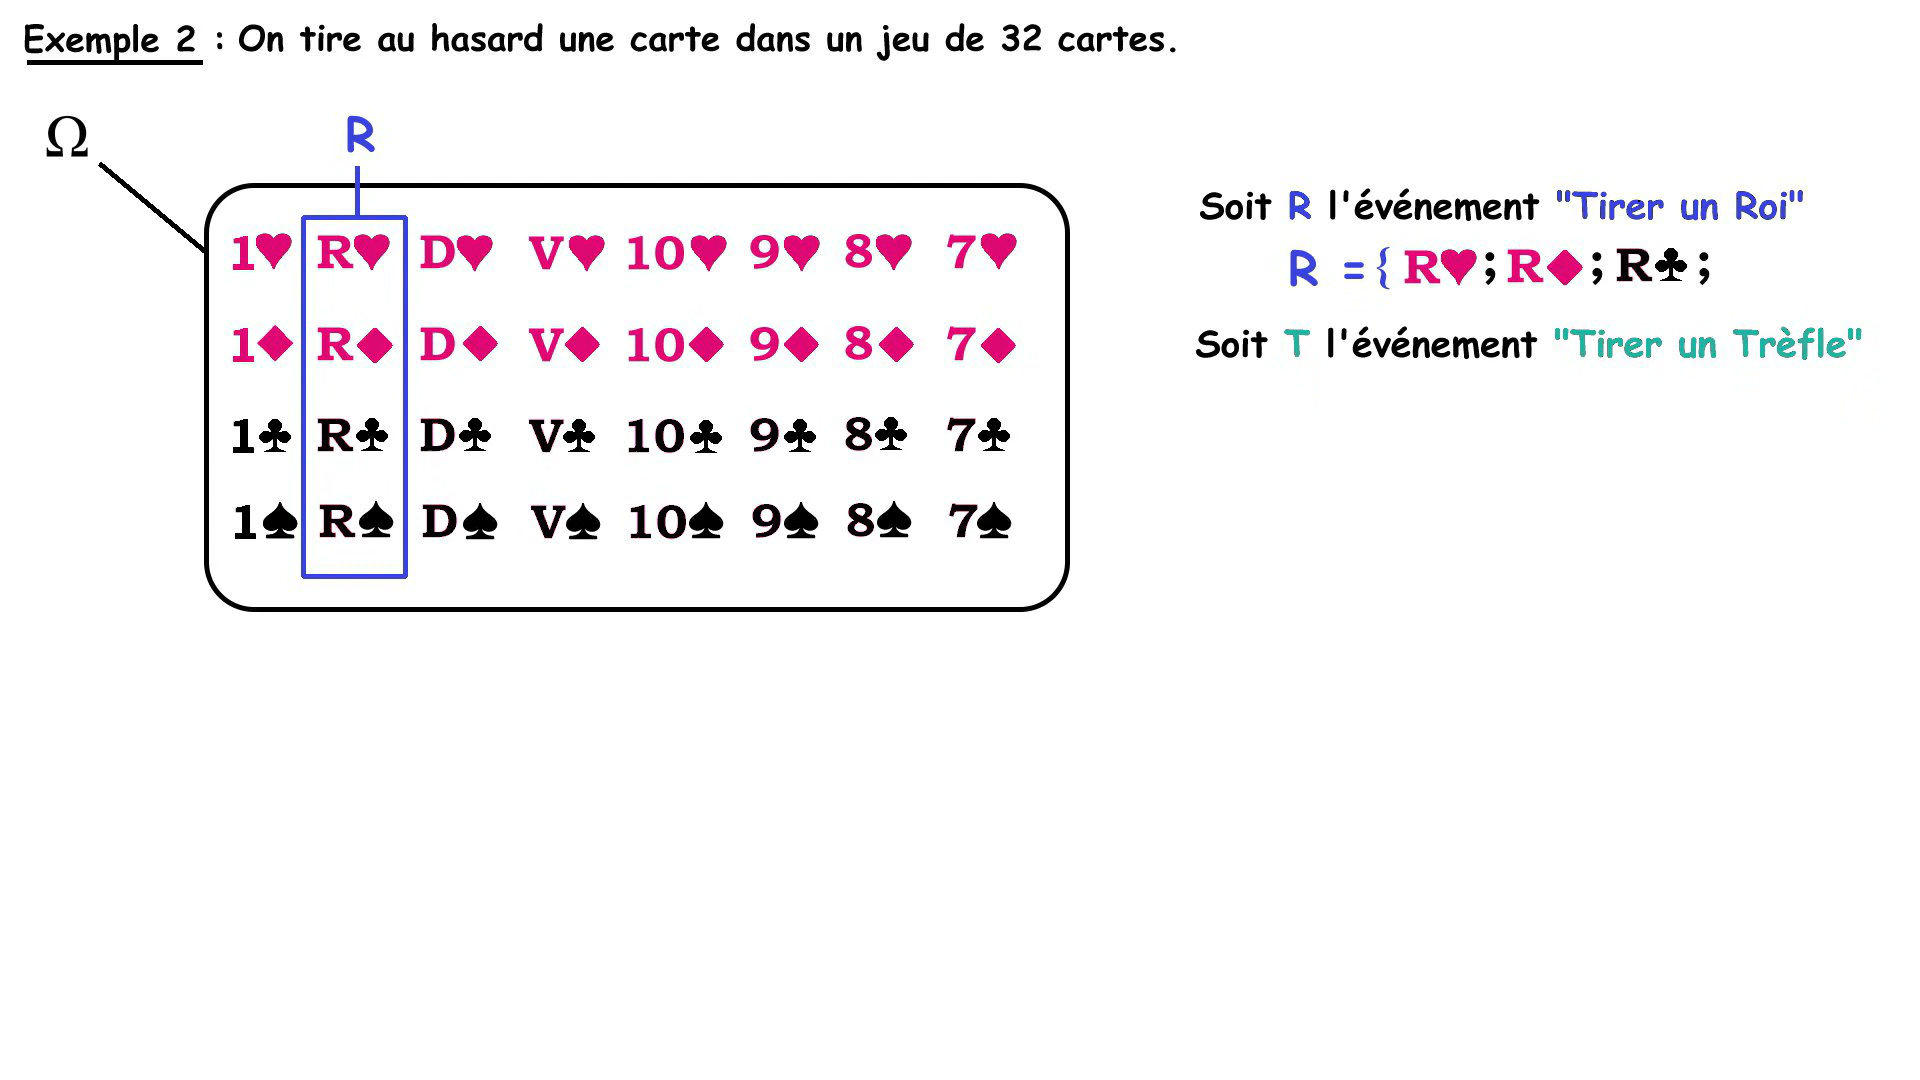 Exemple 2 : On tire au hasard une carte dans un jeu de 32 cartes.
Ω
R
1♥ R♥ D♥ V♥ 10♥ 9♥ 8♥ 7♥
1♦ R♦ D♦ V♦ 10♦ 9♦ 8♦ 7♦
1♣ R♣ D♣ V♣ 10♣ 9♣ 8♣ 7♣
1♠ R♠ D♠ V♠ 10♠ 9♠ 8♠ 7♠
Soit R l'événement "Tirer un Roi"
R = { R♥ ; R♦ ; R♣ ;
Soit T l'événement "Tirer un Trèfle"